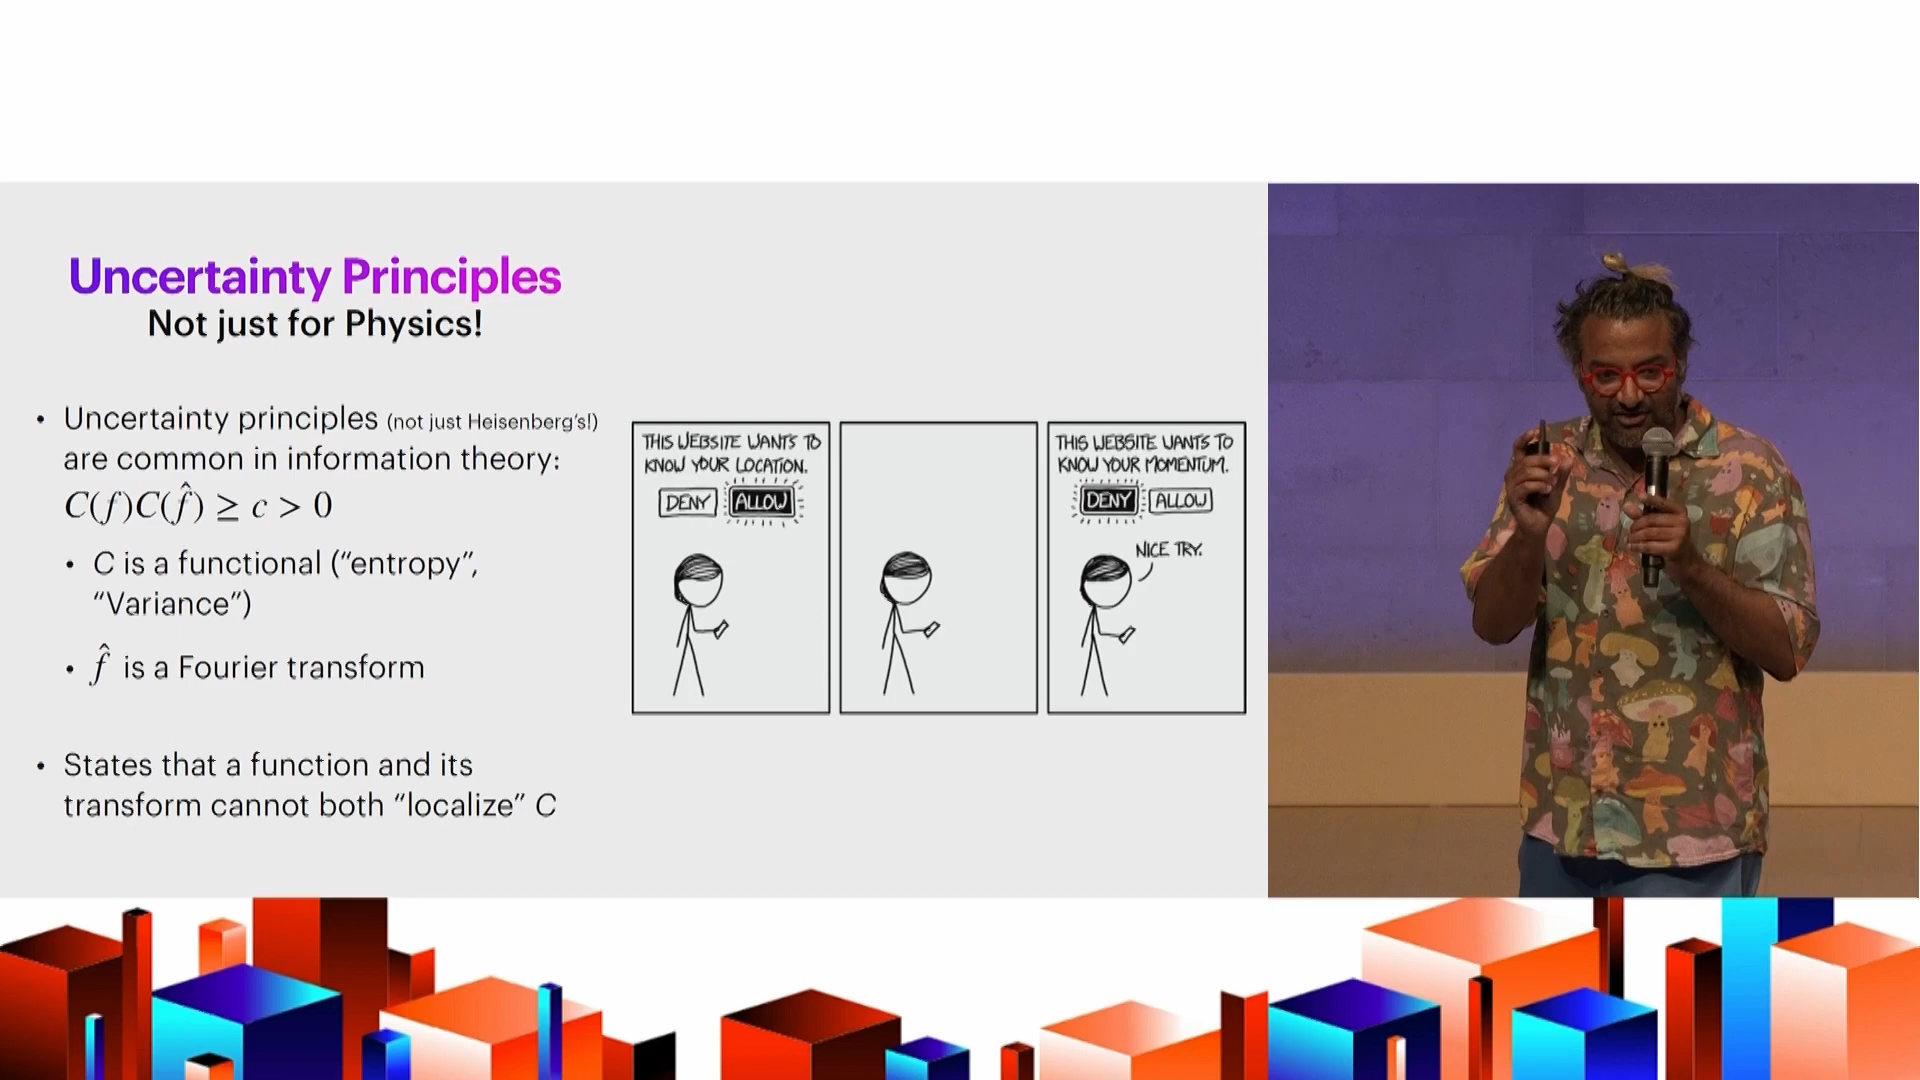 Uncertainty Principles
Not just for Physics!
• Uncertainty principles (not just Heisenberg's!)
are common in information theory:
C(f)C(f̂) ≥ c > 0
• C is a functional (“entropy”,
“Variance”)
• f̂ is a Fourier transform
• States that a function and its
transform cannot both “localize” C
THIS WEBSITE WANTS TO
KNOW YOUR LOCATION.
DENY ALLOW
THIS WEBSITE WANTS TO
KNOW YOUR MOMENTUM.
DENY ALLOW
NICE TRY.